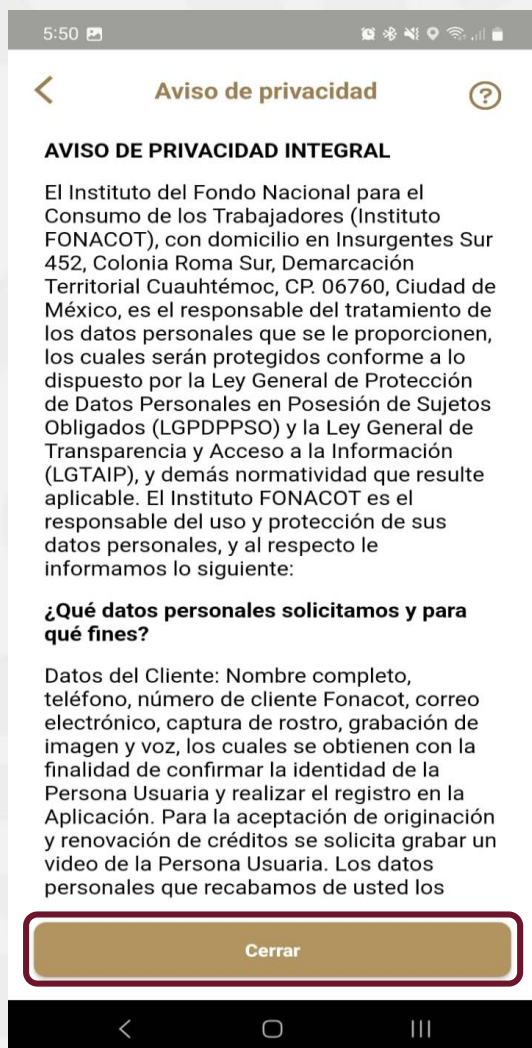 5:50
Aviso de privacidad
AVISO DE PRIVACIDAD INTEGRAL
El Instituto del Fondo Nacional para el
Consumo de los Trabajadores (Instituto
FONACOT), con domicilio en Insurgentes Sur
452, Colonia Roma Sur, Demarcación
Territorial Cuauhtémoc, CP. 06760, Ciudad de
México, es el responsable del tratamiento de
los datos personales que se le proporcionen,
los cuales serán protegidos conforme a lo
dispuesto por la Ley General de Protección
de Datos Personales en Posesión de Sujetos
Obligados (LGPDPPSO) y la Ley General de
Transparencia y Acceso a la Información
(LGTAIP), y demás normatividad que resulte
aplicable. El Instituto FONACOT es el
responsable del uso y protección de sus
datos personales, y al respecto le
informamos lo siguiente:
¿Qué datos personales solicitamos y para
qué fines?
Datos del Cliente: Nombre completo,
teléfono, número de cliente Fonacot, correo
electrónico, captura de rostro, grabación de
imagen y voz, los cuales se obtienen con la
finalidad de confirmar la identidad de la
Persona Usuaria y realizar el registro en la
Aplicación. Para la aceptación de originación
y renovación de créditos se solicita grabar un
video de la Persona Usuaria. Los datos
personales que recabamos de usted los
Cerrar